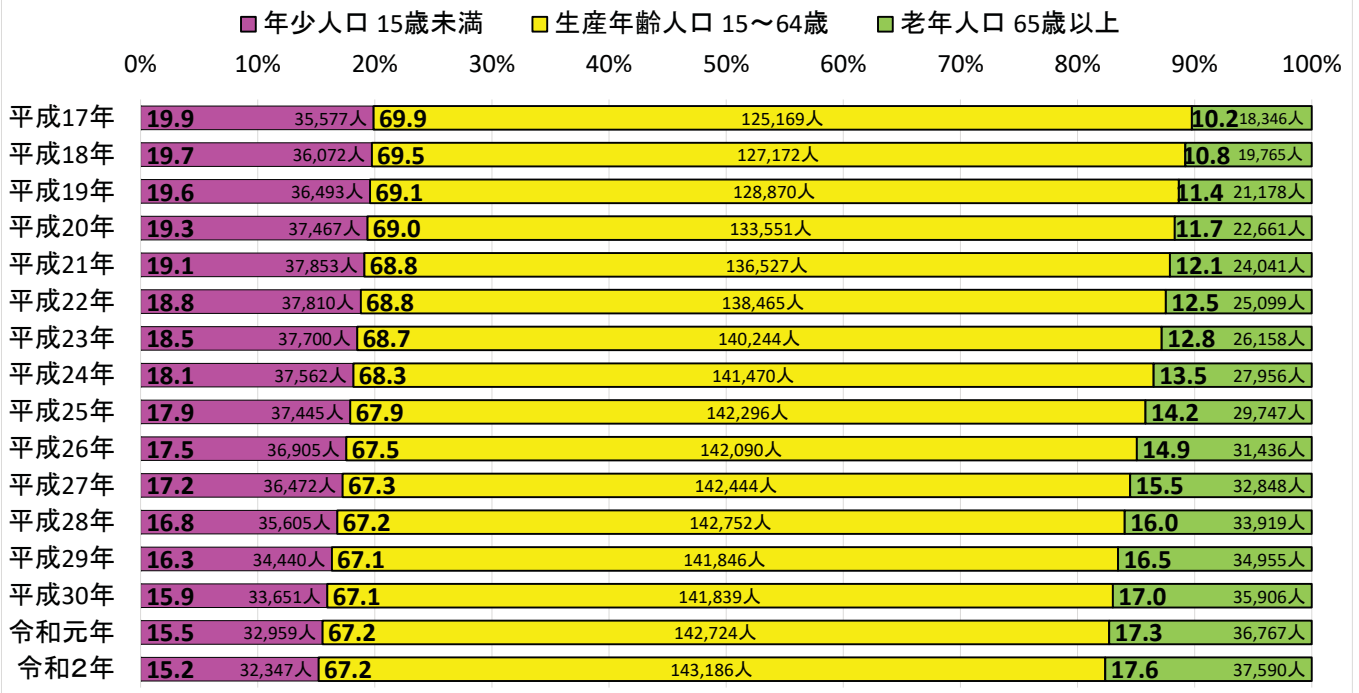 年少人口 15歳未満 生産年齢人口 15～64歳 老年人口 65歳以上
0% 10% 20% 30% 40% 50% 60% 70% 80% 90% 100%
平成17年 19.9 35,577人 69.9 125,169人 10.2 18,346人
平成18年 19.7 36,072人 69.5 127,172人 10.8 19,765人
平成19年 19.6 36,493人 69.1 128,870人 11.4 21,178人
平成20年 19.3 37,467人 69.0 133,551人 11.7 22,661人
平成21年 19.1 37,853人 68.8 136,527人 12.1 24,041人
平成22年 18.8 37,810人 68.8 138,465人 12.5 25,099人
平成23年 18.5 37,700人 68.7 140,244人 12.8 26,158人
平成24年 18.1 37,562人 68.3 141,470人 13.5 27,956人
平成25年 17.9 37,445人 67.9 142,296人 14.2 29,747人
平成26年 17.5 36,905人 67.5 142,090人 14.9 31,436人
平成27年 17.2 36,472人 67.3 142,444人 15.5 32,848人
平成28年 16.8 35,605人 67.2 142,752人 16.0 33,919人
平成29年 16.3 34,440人 67.1 141,846人 16.5 34,955人
平成30年 15.9 33,651人 67.1 141,839人 17.0 35,906人
令和元年 15.5 32,959人 67.2 142,724人 17.3 36,767人
令和2年 15.2 32,347人 67.2 143,186人 17.6 37,590人